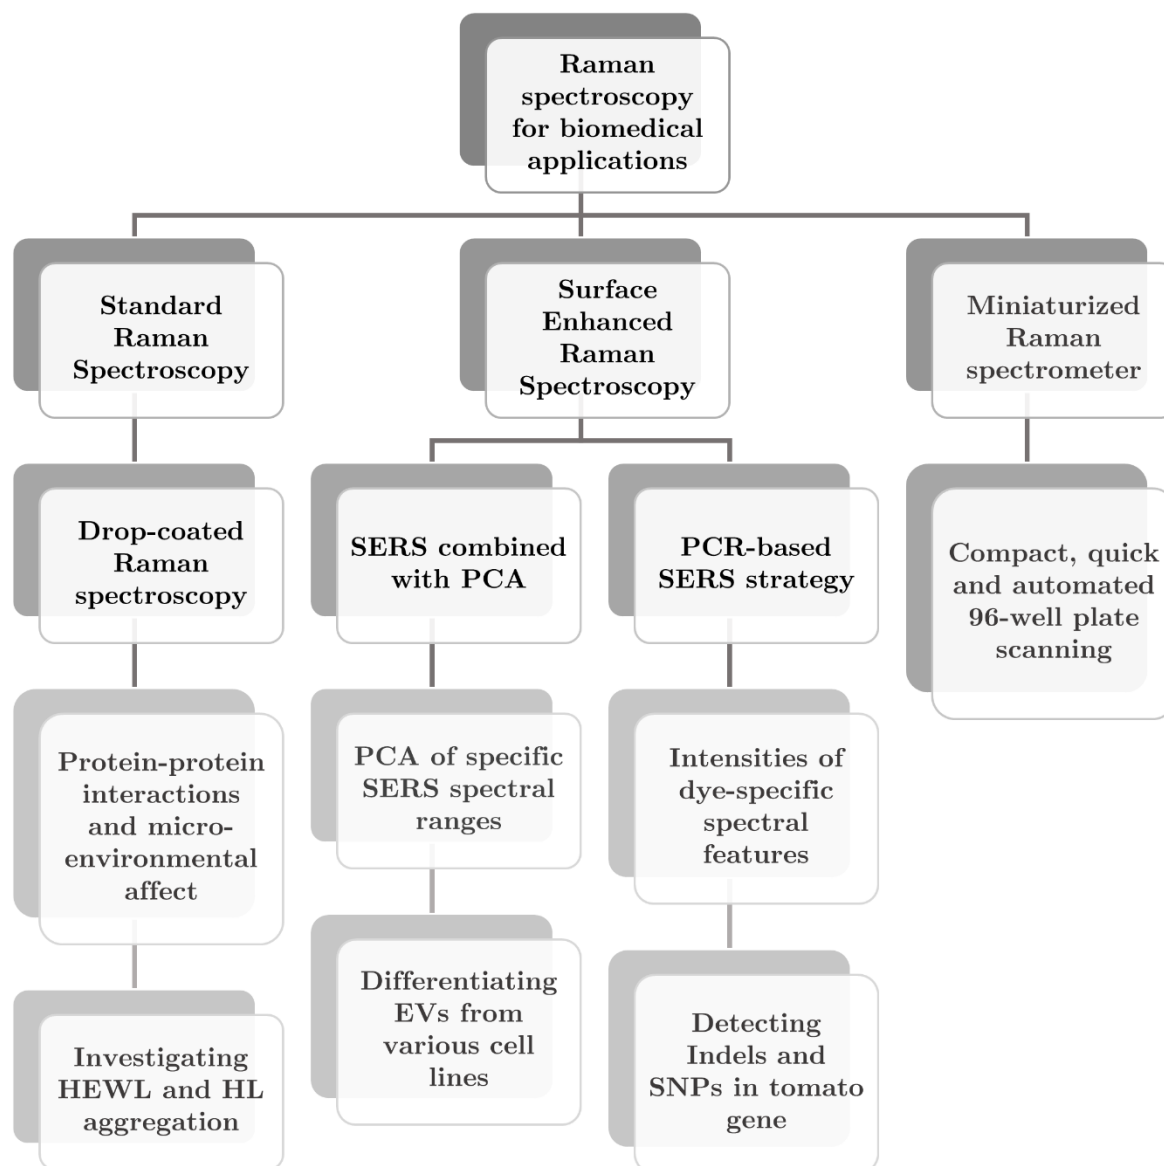 Raman
spectroscopy
for biomedical
applications
Standard
Raman
Spectroscopy
Surface
Enhanced
Raman
Spectroscopy
Miniaturized
Raman
spectrometer
Drop-coated
Raman
spectroscopy
SERS combined
with PCA
PCR-based
SERS strategy
Compact, quick
and automated
96-well plate
scanning
Protein-protein
interactions
and micro-
environmental
affect
PCA of specific
SERS spectral
ranges
Intensities of
dye-specific
spectral
features
Investigating
HEWL and HL
aggregation
Differentiating
EVs from
various cell
lines
Detecting
Indels and
SNPs in tomato
gene